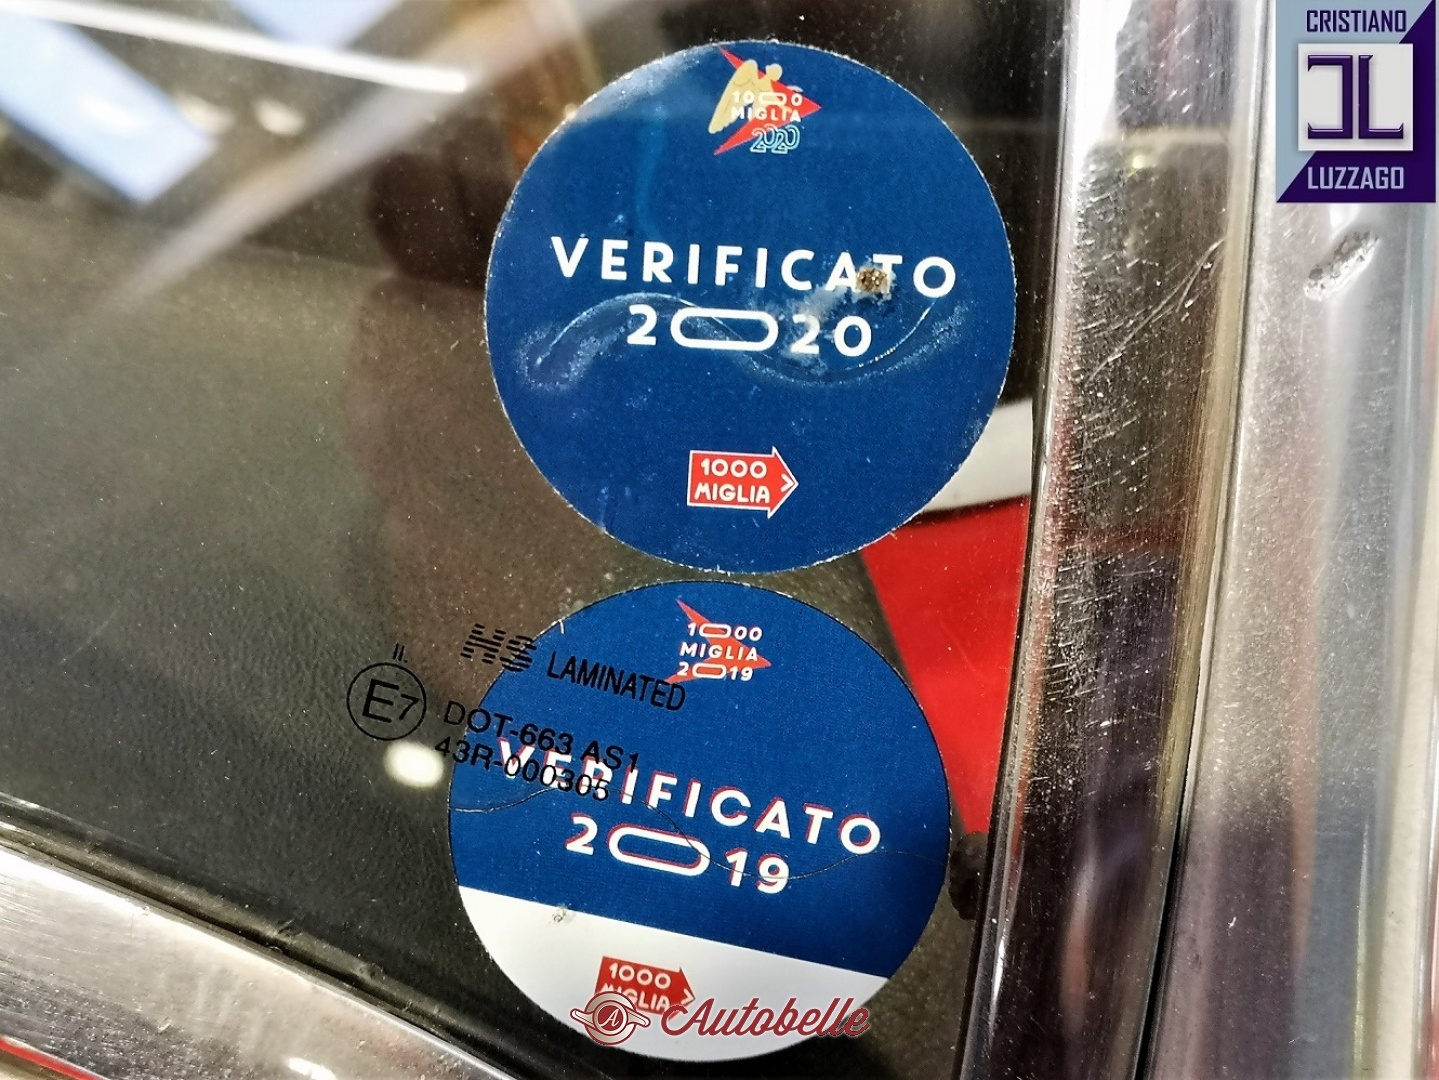 CRISTIANO
LUZZAGO
1000
MIGLIA
2020
VERIFICATO
2020
1000
MIGLIA
1000
MIGLIA
2019
II.
LAMINATED
E7
DOT-663 AS1
43R-000305
VERIFICATO
2019
1000
MIGLIA
A Autobelle